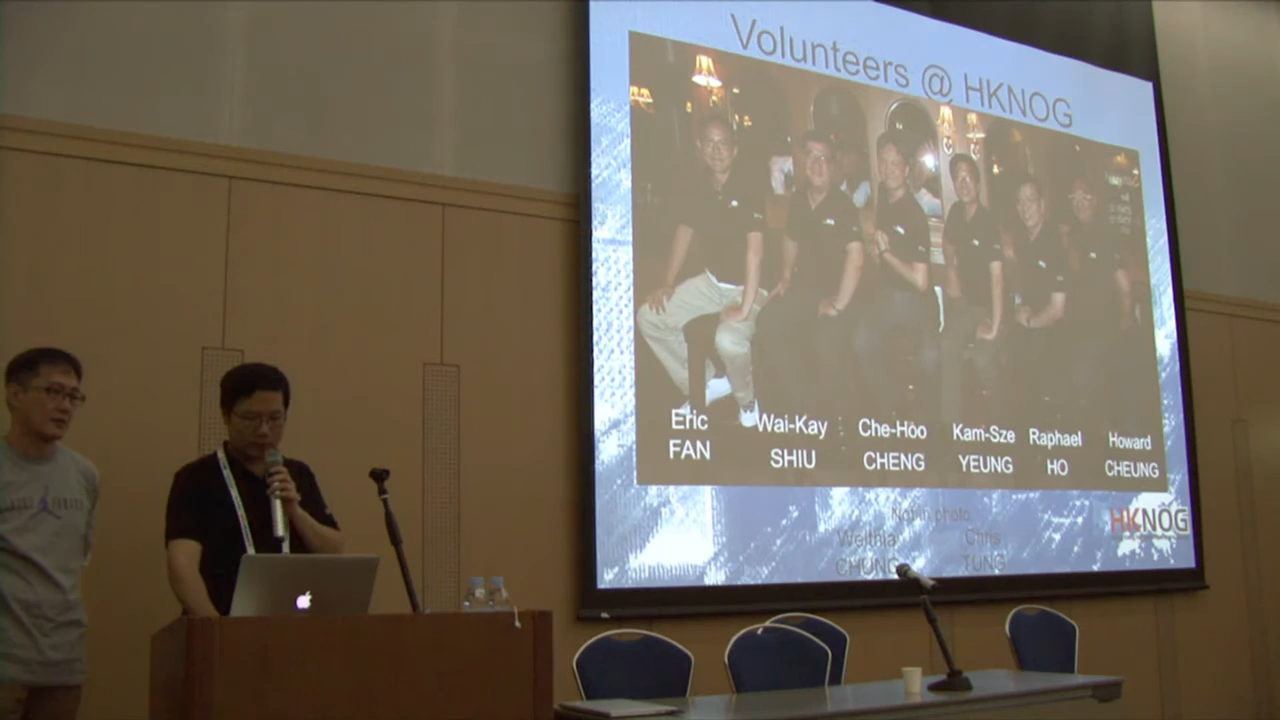 Volunteers @ HKNOG
Eric FAN
Wai-Kay SHIU
Che-Hoo CHENG
Kam-Sze YEUNG
Raphael HO
Howard CHEUNG
Not in photo
Welthia CHUNG
Chris TUNG
HKNOG